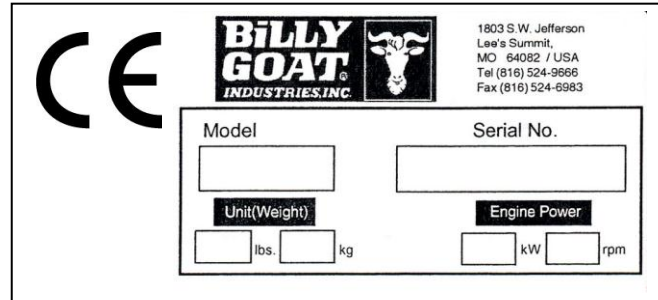 CE
BiLLY
GOAT®
INDUSTRIES,INC.
1803 S.W. Jefferson
Lee's Summit,
MO 64082 / USA
Tel (816) 524-9666
Fax (816) 524-6983
Model Serial No.
Unit(Weight) Engine Power
lbs. kg kW rpm